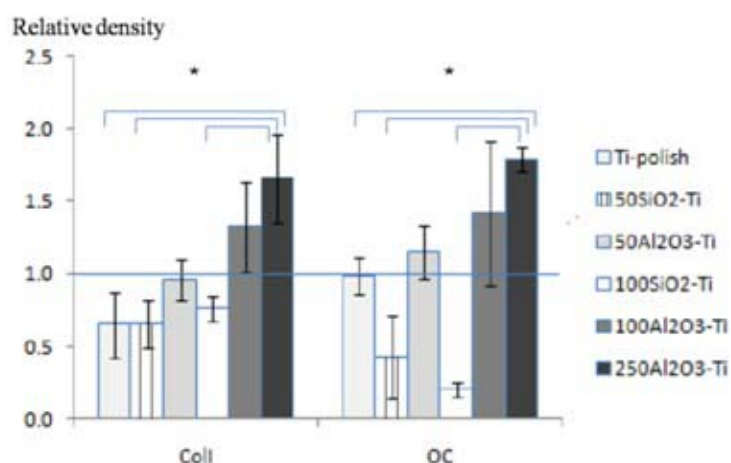 Relative density
2.5
*
*
2.0
1.5
1.0
0.5
0.0
ColI
OC
Ti-polish
50SiO2-Ti
50Al2O3-Ti
100SiO2-Ti
100Al2O3-Ti
250Al2O3-Ti